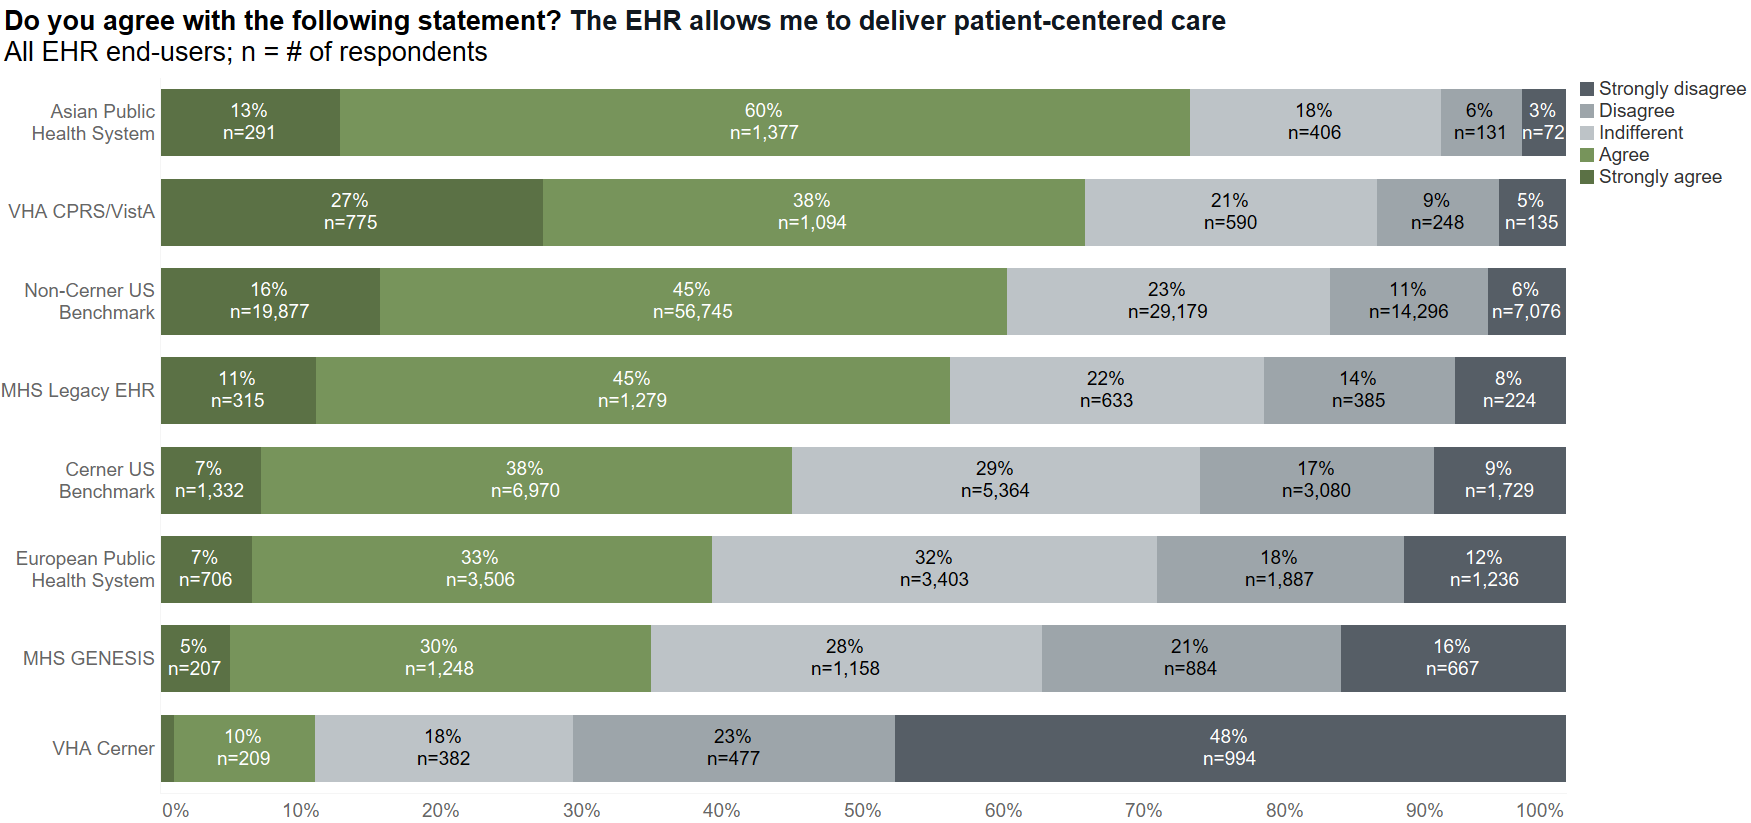 Do you agree with the following statement? The EHR allows me to deliver patient-centered care
All EHR end-users; n = # of respondents
Strongly disagree
Disagree
Indifferent
Agree
Strongly agree
Asian Public
Health System
13%
n=291
60%
n=1,377
18%
n=406
6%
n=131
3%
n=72
VHA CPRS/VistA
27%
n=775
38%
n=1,094
21%
n=590
9%
n=248
5%
n=135
Non-Cerner US
Benchmark
16%
n=19,877
45%
n=56,745
23%
n=29,179
11%
n=14,296
6%
n=7,076
MHS Legacy EHR
11%
n=315
45%
n=1,279
22%
n=633
14%
n=385
8%
n=224
Cerner US
Benchmark
7%
n=1,332
38%
n=6,970
29%
n=5,364
17%
n=3,080
9%
n=1,729
European Public
Health System
7%
n=706
33%
n=3,506
32%
n=3,403
18%
n=1,887
12%
n=1,236
MHS GENESIS
5%
n=207
30%
n=1,248
28%
n=1,158
21%
n=884
16%
n=667
VHA Cerner
10%
n=209
18%
n=382
23%
n=477
48%
n=994
0% 10% 20% 30% 40% 50% 60% 70% 80% 90% 100%